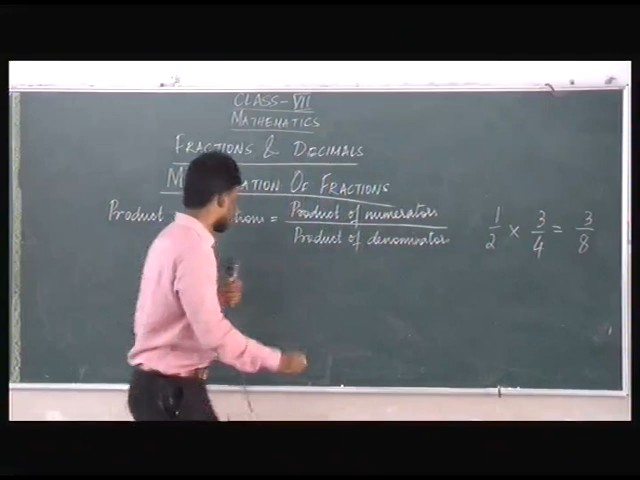 CLASS-VII
MATHEMATICS
FRACTIONS & DECIMALS
OF FRACTIONS
Product = Product of numerators
Product of denominator
1/2 × 3/4 = 3/8